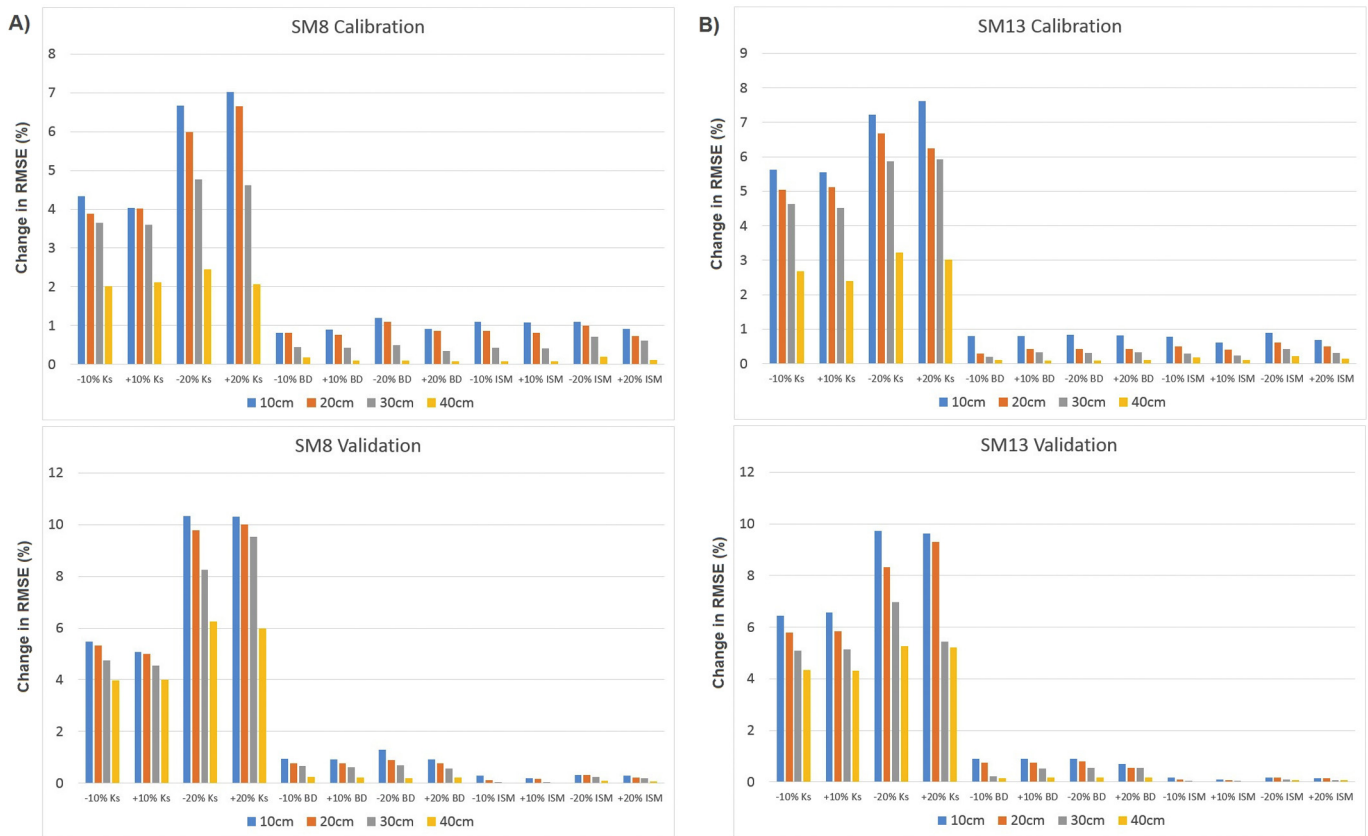 A)
SM8 Calibration
Change in RMSE (%)
8
7
6
5
4
3
2
1
0
-10% Ks +10% Ks -20% Ks +20% Ks -10% BD +10% BD -20% BD +20% BD -10% ISM +10% ISM -20% ISM +20% ISM
10cm 20cm 30cm 40cm
B)
SM13 Calibration
Change in RMSE (%)
9
8
7
6
5
4
3
2
1
0
-10% Ks +10% Ks -20% Ks +20% Ks -10% BD +10% BD -20% BD +20% BD -10% ISM +10% ISM -20% ISM +20% ISM
10cm 20cm 30cm 40cm
SM8 Validation
Change in RMSE (%)
12
10
8
6
4
2
0
-10% Ks +10% Ks -20% Ks +20% Ks -10% BD +10% BD -20% BD +20% BD -10% ISM +10% ISM -20% ISM +20% ISM
10cm 20cm 30cm 40cm
SM13 Validation
Change in RMSE (%)
12
10
8
6
4
2
0
-10% Ks +10% Ks -20% Ks +20% Ks -10% BD +10% BD -20% BD +20% BD -10% ISM +10% ISM -20% ISM +20% ISM
10cm 20cm 30cm 40cm